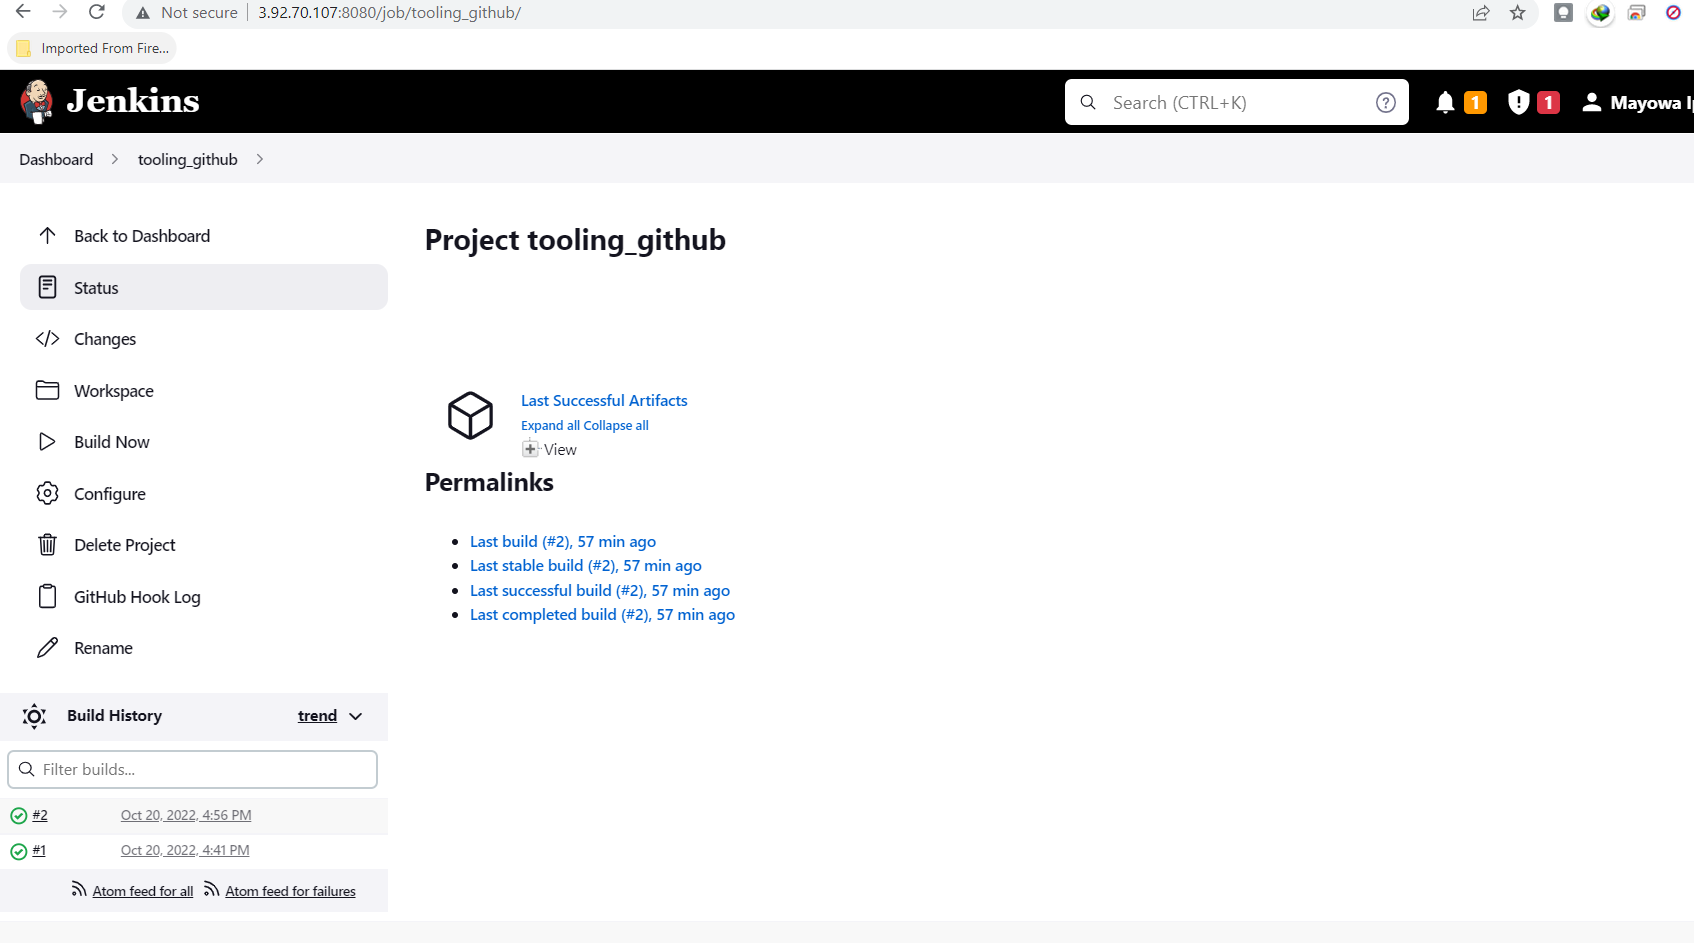 Not secure 3.92.70.107:8080/job/tooling_github/
Imported From Fire...
Jenkins
Search (CTRL+K) ?
1
1
Mayowa
Dashboard > tooling_github >
Back to Dashboard
Status
Changes
Workspace
Build Now
Configure
Delete Project
GitHub Hook Log
Rename
Project tooling_github
Last Successful Artifacts
Expand all Collapse all
View
Permalinks
Last build (#2), 57 min ago
Last stable build (#2), 57 min ago
Last successful build (#2), 57 min ago
Last completed build (#2), 57 min ago
Build History trend
Filter builds...
#2 Oct 20, 2022, 4:56 PM
#1 Oct 20, 2022, 4:41 PM
Atom feed for all Atom feed for failures